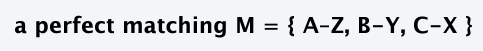 a perfect matching M = { A–Z, B–Y, C–X }